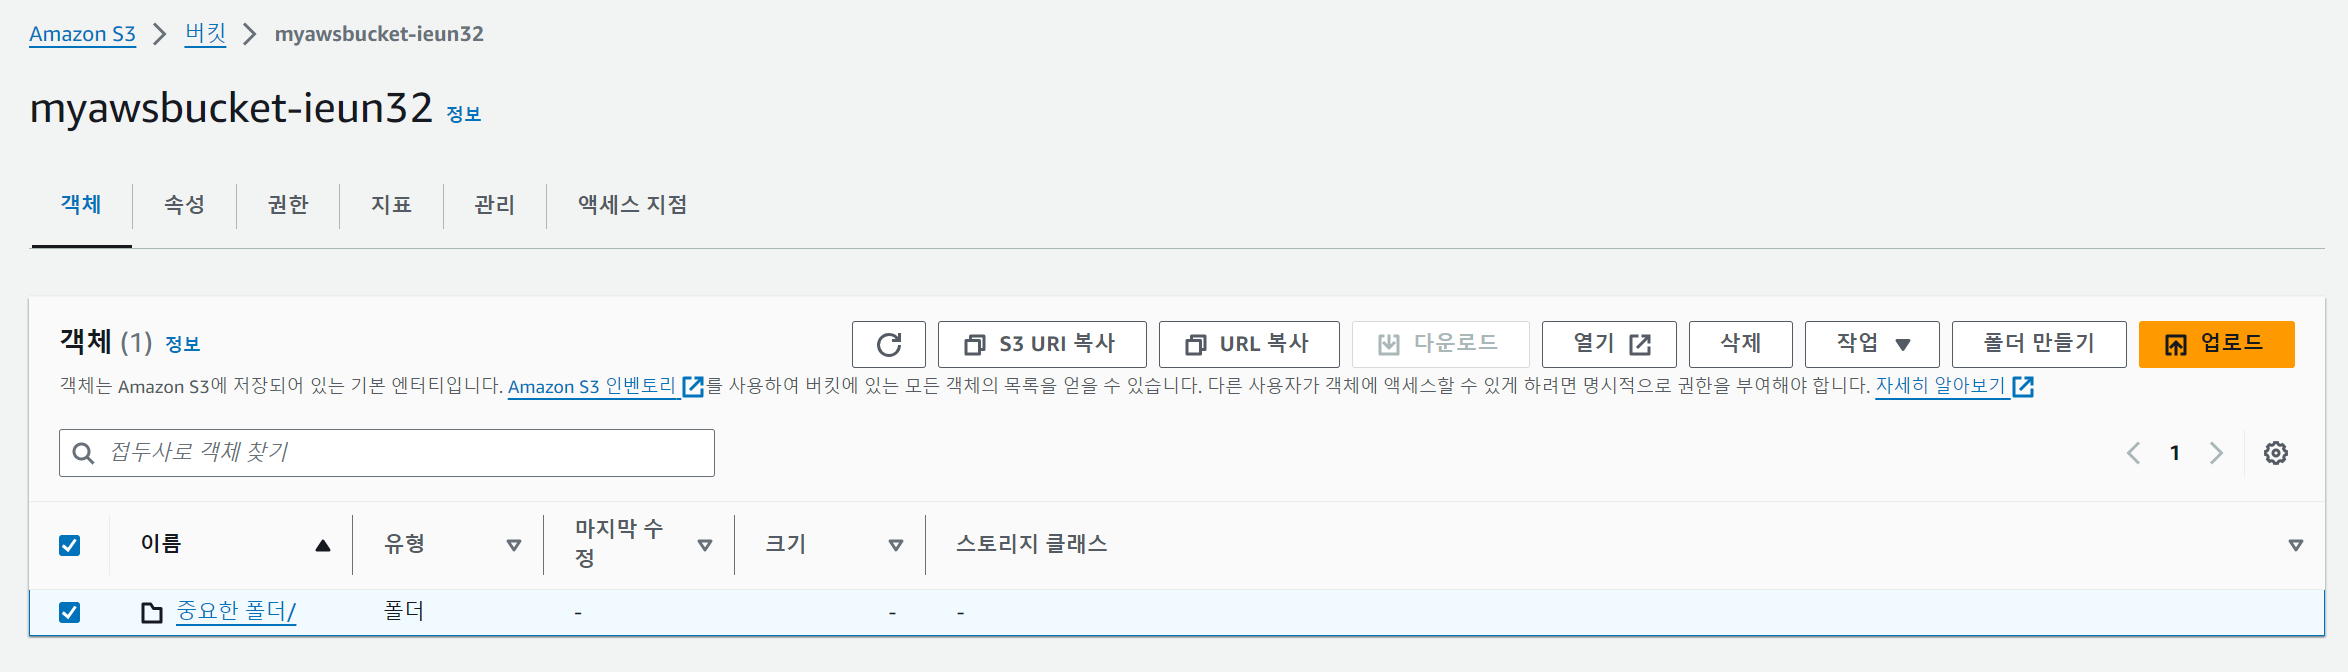 Amazon S3 > 버킷 > myawsbucket-ieun32
myawsbucket-ieun32 정보
객체 속성 권한 지표 관리 액세스 지점
객체 (1) 정보 S3 URI 복사 URL 복사 다운로드 열기 삭제 작업 폴더 만들기 업로드
객체는 Amazon S3에 저장되어 있는 기본 엔터티입니다. Amazon S3 인벤토리를 사용하여 버킷에 있는 모든 객체의 목록을 얻을 수 있습니다. 다른 사용자가 객체에 액세스할 수 있게 하려면 명시적으로 권한을 부여해야 합니다. 자세히 알아보기
접두사로 객체 찾기 1
이름 유형 마지막 수
정 크기 스토리지 클래스
중요한 폴더/ 폴더 - - -